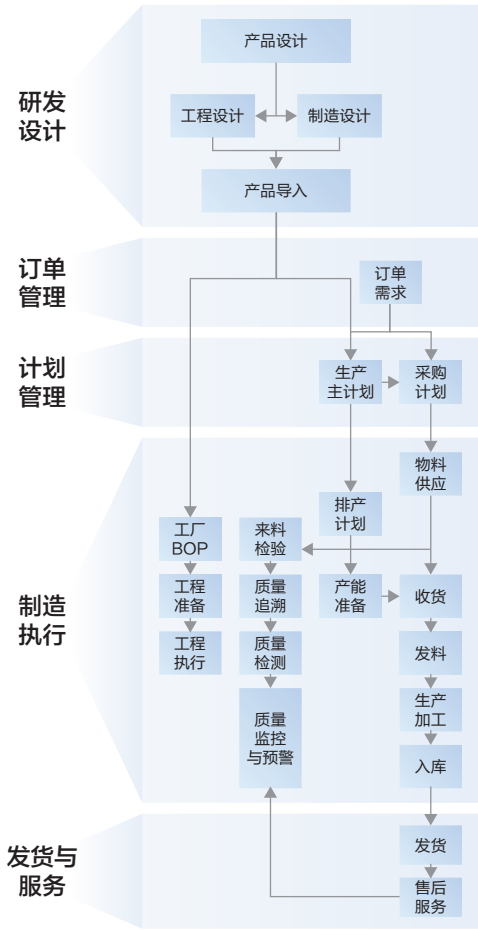 研发
设计
产品设计
工程设计
制造设计
产品导入
订单
管理
订单
需求
计划
管理
生产
主计划
采购
计划
制造
执行
物料
供应
排产
计划
工厂
BOP
来料
检验
工程
准备
质量
追溯
产能
准备
收货
工程
执行
质量
检测
发料
质量
监控
与预警
生产
加工
入库
发货与
服务
发货
售后
服务